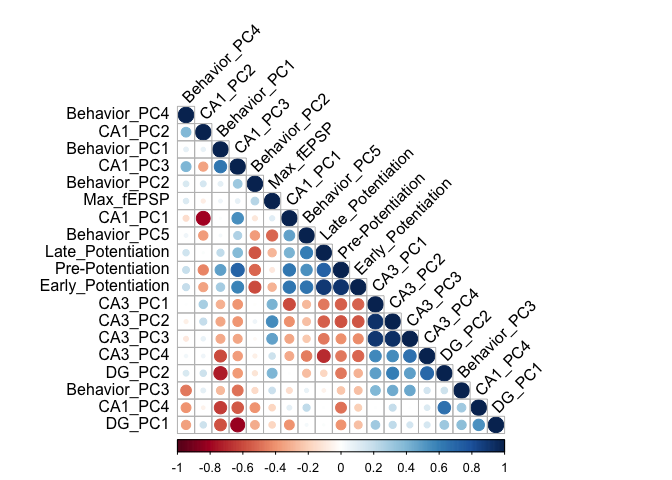 Behavior_PC4
CA1_PC2
Behavior_PC1
CA1_PC3
Behavior_PC2
Max_fEPSP
CA1_PC1
Behavior_PC5
Late_Potentiation
Pre-Potentiation
Early_Potentiation
CA3_PC1
CA3_PC2
CA3_PC3
CA3_PC4
DG_PC2
Behavior_PC3
CA1_PC4
DG_PC1
Behavior_PC4
CA1_PC2
Behavior_PC1
CA1_PC3
Behavior_PC2
Max_fEPSP
CA1_PC1
Behavior_PC5
Late_Potentiation
Pre-Potentiation
Early_Potentiation
CA3_PC1
CA3_PC2
CA3_PC3
CA3_PC4
DG_PC2
Behavior_PC3
CA1_PC4
DG_PC1
-1 -0.8 -0.6 -0.4 -0.2 0 0.2 0.4 0.6 0.8 1